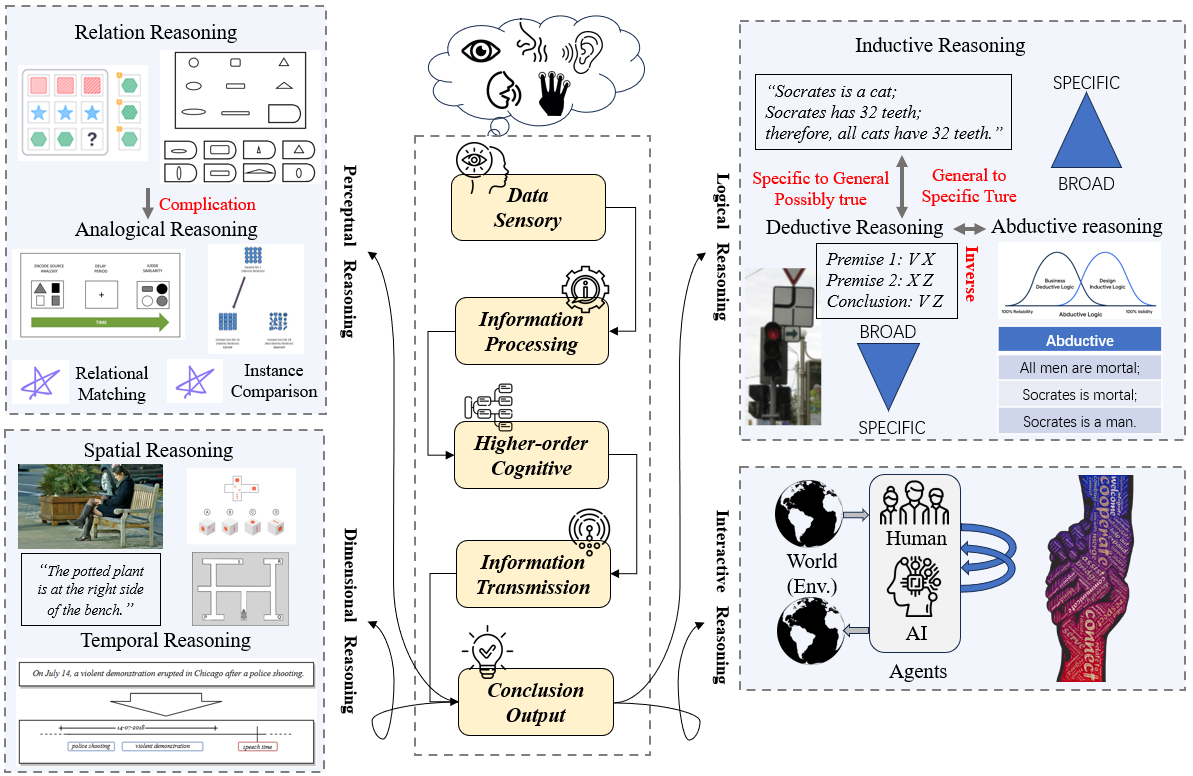 Relation Reasoning
?
Complication
Analogical Reasoning
ENCODE SOURCE
ANALOGY
DELAY
PERIOD
JUDGE
SIMILARITY
+
TIME
Relational
Matching
Instance
Comparison
Spatial Reasoning
A
B
C
D
“The potted plant
is at the right side
of the bench.”
Temporal Reasoning
On July 14, a violent demonstration erupted in Chicago after a police shooting.
14-07-2018
police shooting
violent demonstration
speech time
Perceptual Reasoning
Dimensional Reasoning
Data
Sensory
Information
Processing
Higher-order
Cognitive
Information
Transmission
Conclusion
Output
Logical Reasoning
Interactive Reasoning
Inductive Reasoning
“Socrates is a cat;
Socrates has 32 teeth;
therefore, all cats have 32 teeth.”
SPECIFIC
BROAD
Specific to General
Possibly true
General to
Specific Ture
Deductive Reasoning
Abductive reasoning
Inverse
Premise 1: V X
Premise 2: X Z
Conclusion: V Z
BROAD
SPECIFIC
Business
Deductive Logic
Design
Inductive Logic
100% Reliability
100% Validity
Abductive Logic
Abductive
All men are mortal;
Socrates is mortal;
Socrates is a man.
World
(Env.)
Human
AI
Agents
welcome
cooperate
connect